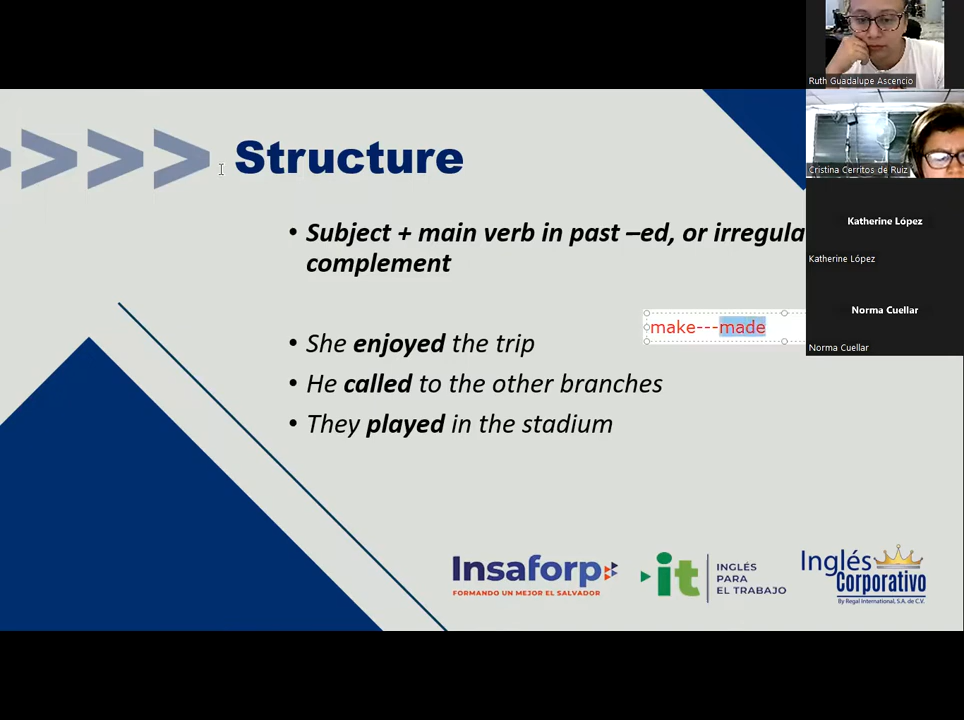 Ruth Guadalupe Ascencio
Cristina Cerritos de Ruiz
Katherine López
Katherine López
Norma Cuellar
Norma Cuellar
>>>> Structure
• Subject + main verb in past –ed, or irregula
complement
make---made
• She enjoyed the trip
• He called to the other branches
• They played in the stadium
Insaforp
FORMANDO UN MEJOR EL SALVADOR
it
INGLÉS
PARA
EL TRABAJO
Inglés
Corporativo
By Regal International, S.A. de C.V.